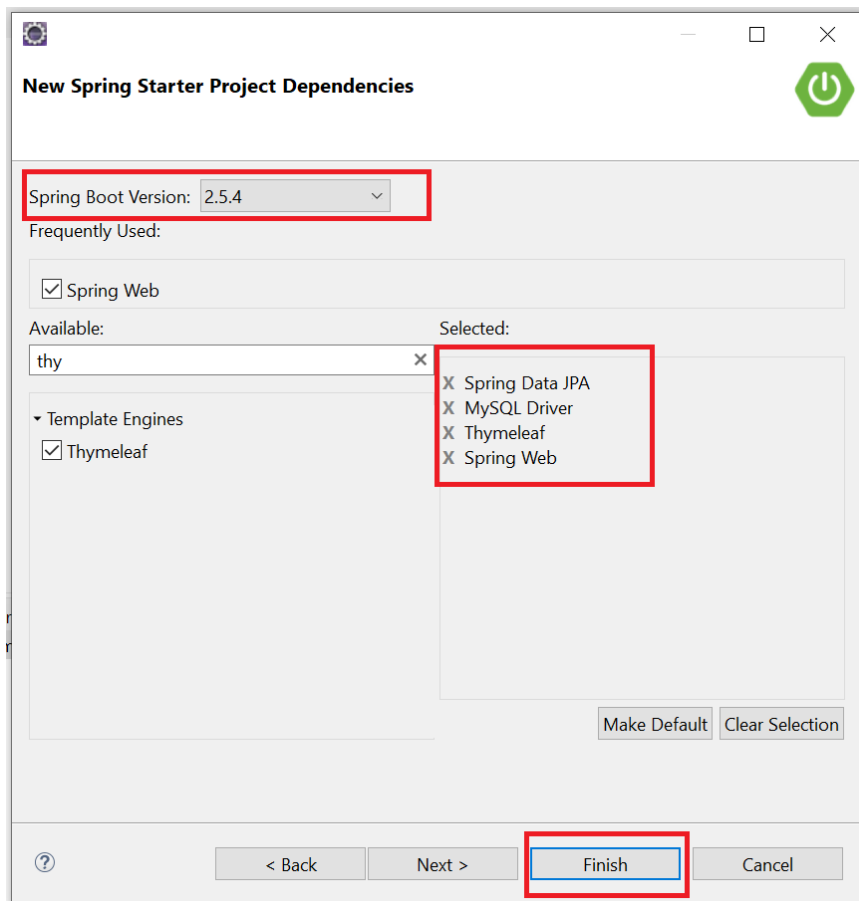 New Spring Starter Project Dependencies
Spring Boot Version: 2.5.4
Frequently Used:
Spring Web
Available:
Selected:
thy
X Spring Data JPA
X MySQL Driver
X Thymeleaf
X Spring Web
Template Engines
Thymeleaf
Make Default
Clear Selection
?
< Back
Next >
Finish
Cancel